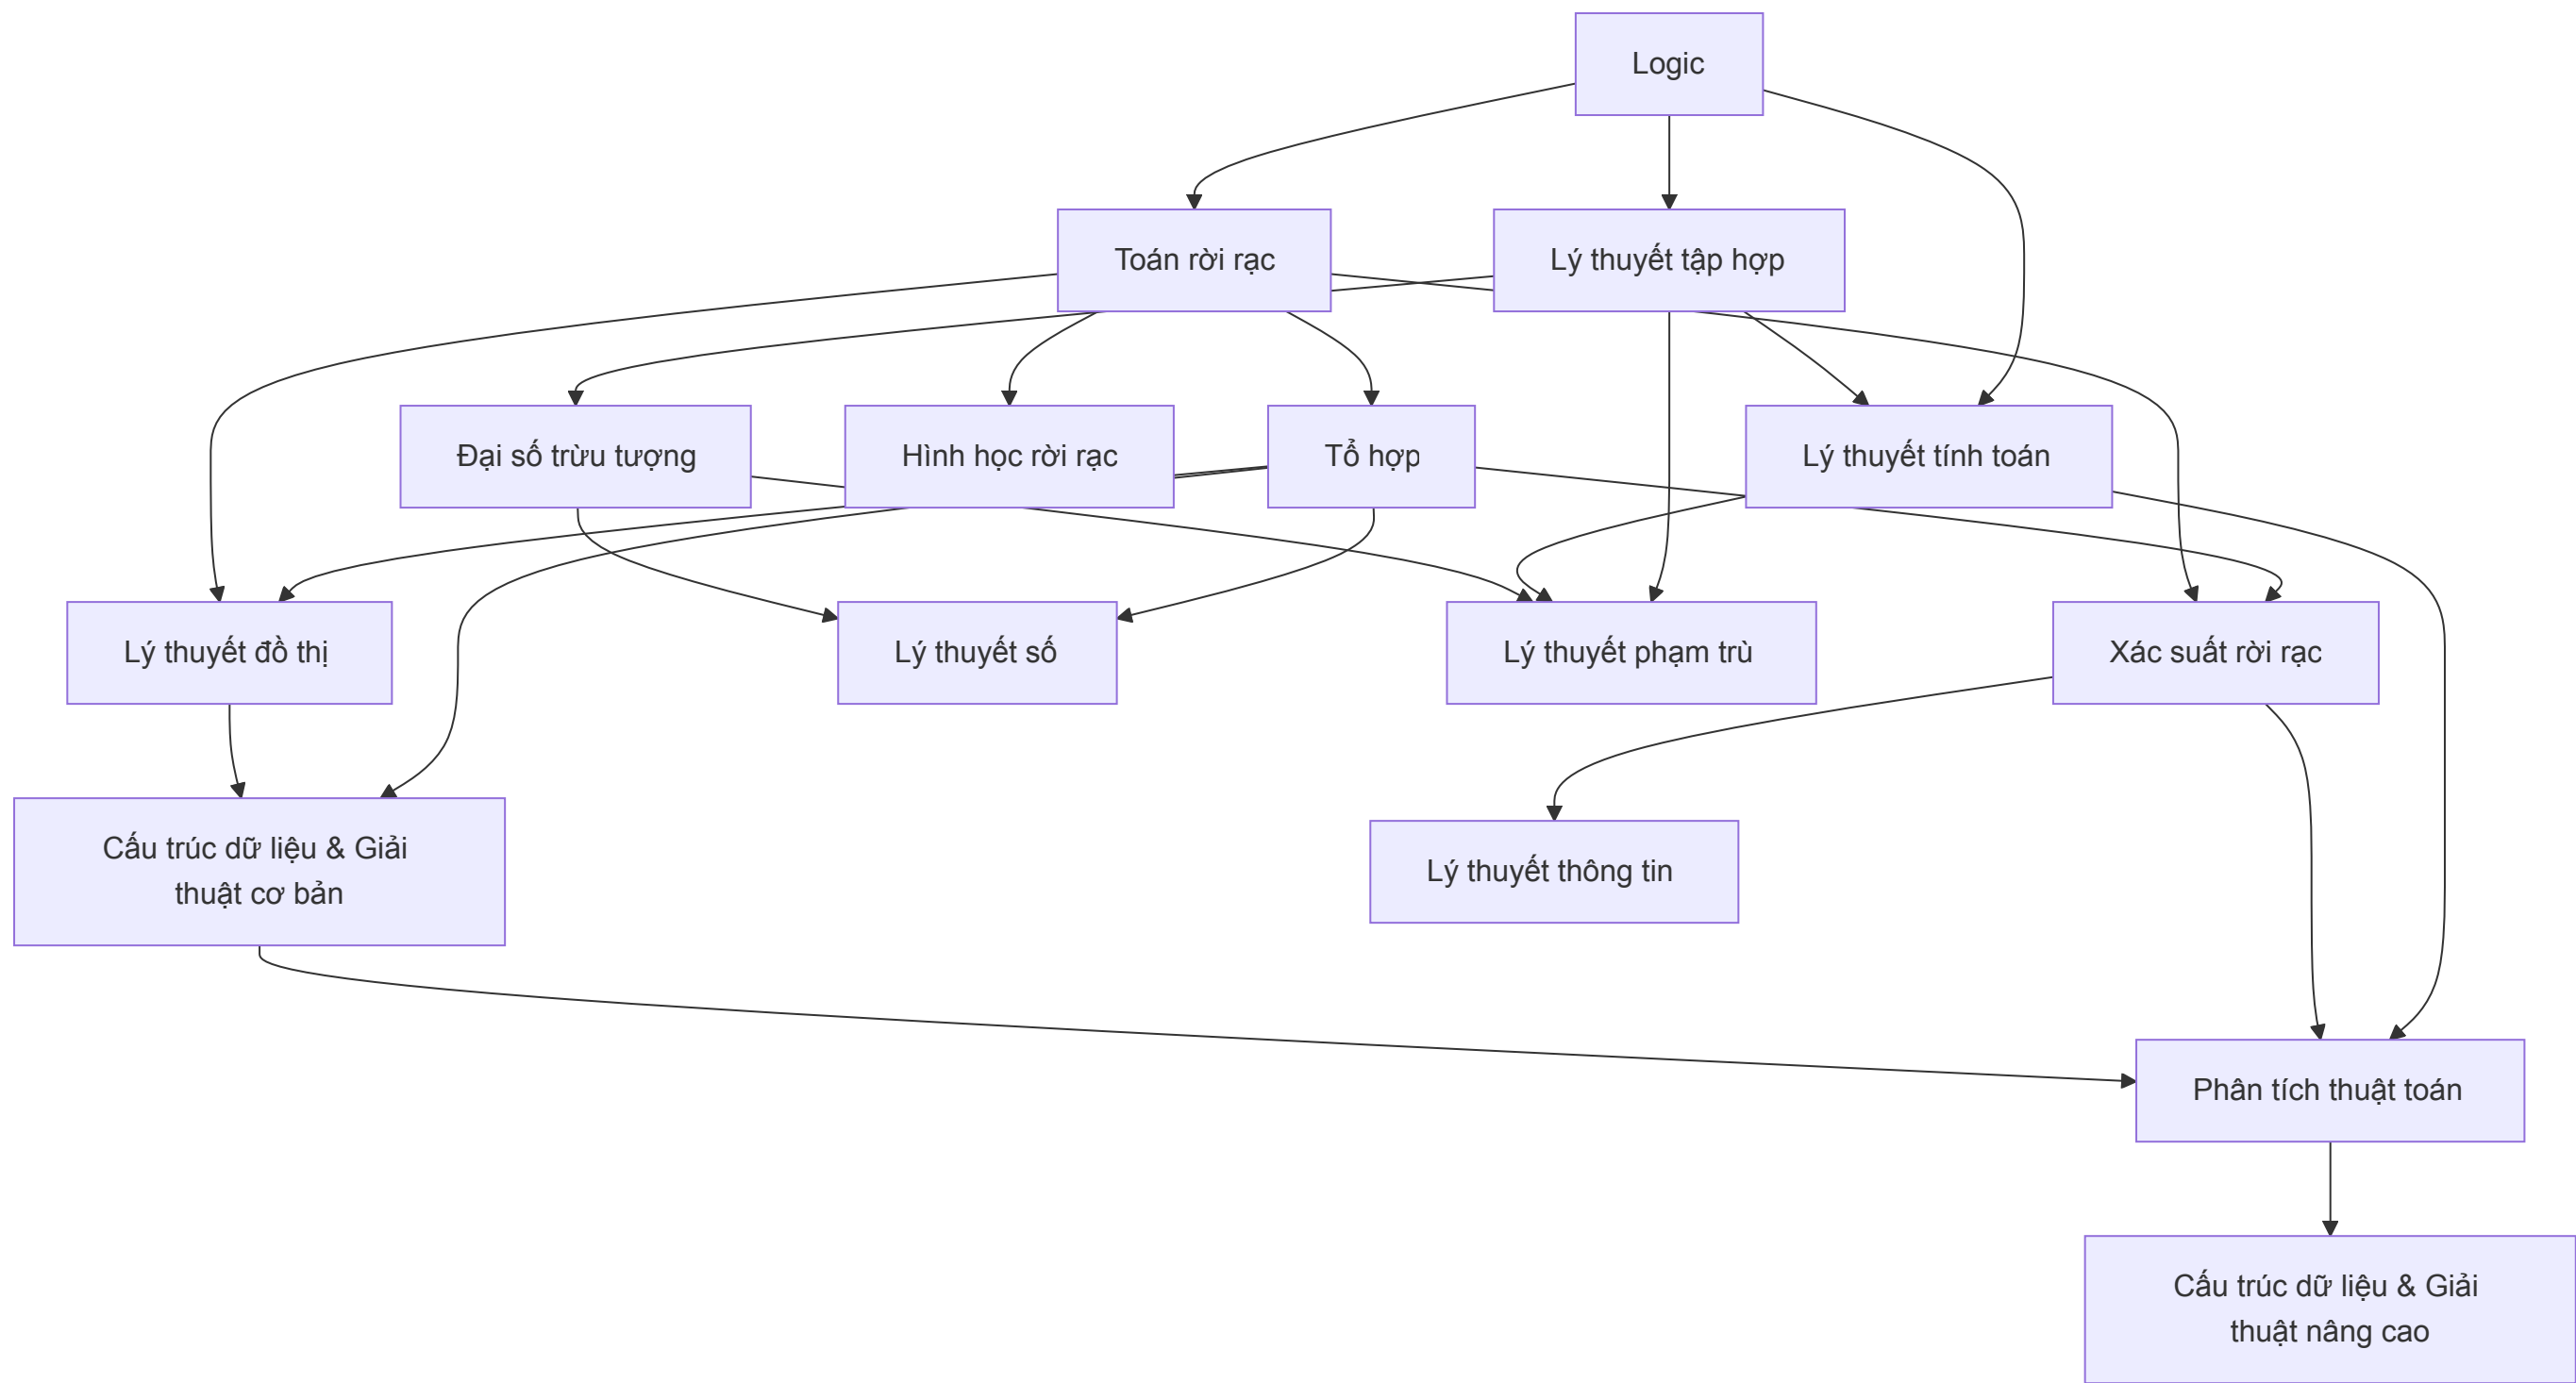 Logic
Toán rời rạc
Lý thuyết tập hợp
Đại số trừu tượng
Hình học rời rạc
Tổ hợp
Lý thuyết tính toán
Lý thuyết đồ thị
Lý thuyết số
Lý thuyết phạm trù
Xác suất rời rạc
Cấu trúc dữ liệu & Giải
thuật cơ bản
Lý thuyết thông tin
Phân tích thuật toán
Cấu trúc dữ liệu & Giải
thuật nâng cao